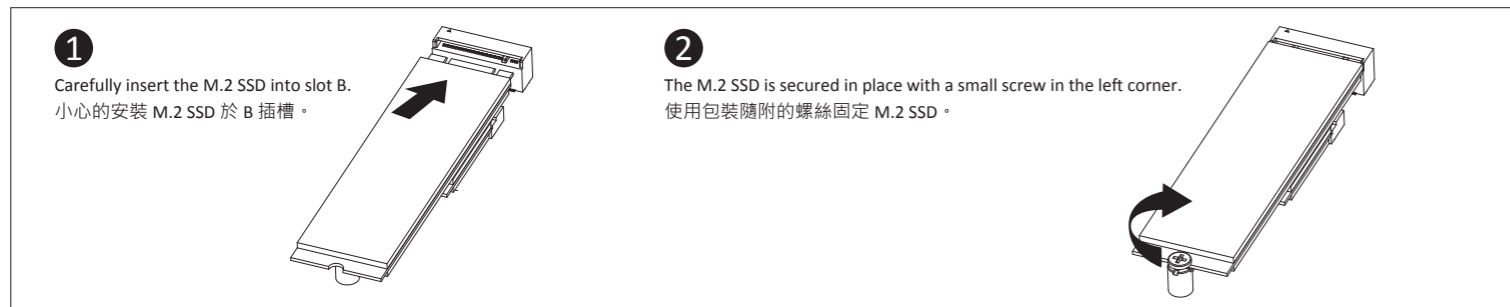 1
Carefully insert the M.2 SSD into slot B.
小心的安裝 M.2 SSD 於 B 插槽。
2
The M.2 SSD is secured in place with a small screw in the left corner.
使用包裝隨附的螺絲固定 M.2 SSD。